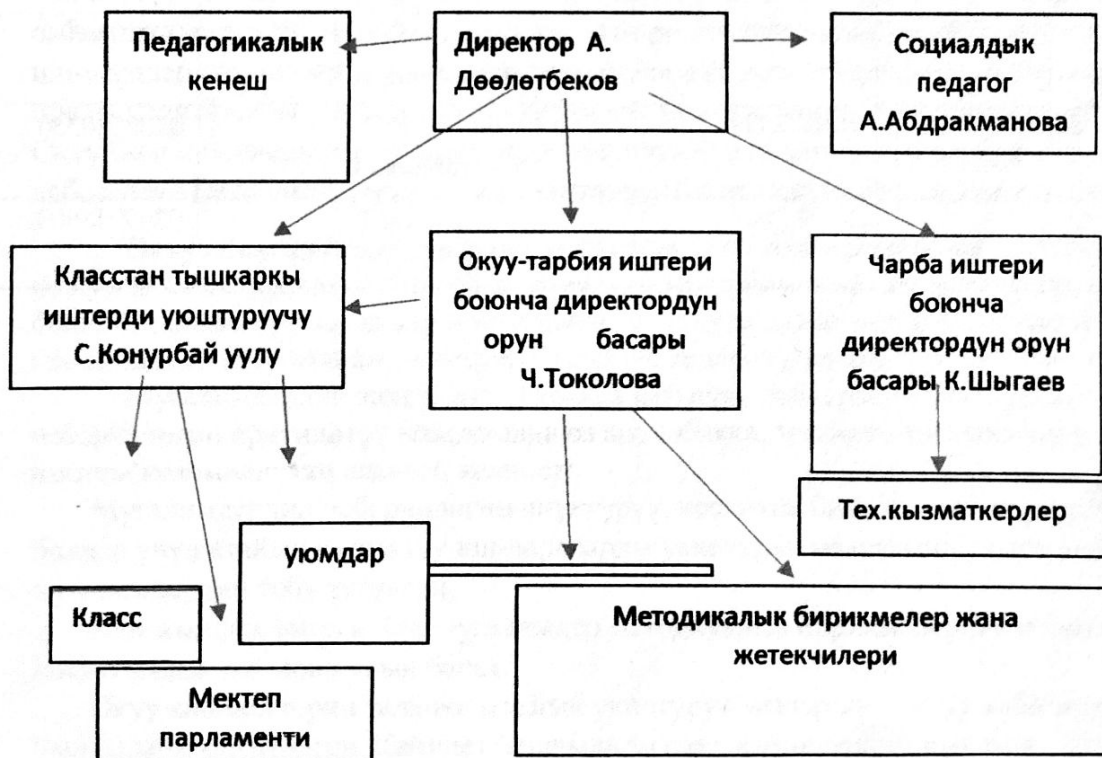 Педагогикалык
кенеш
Директор А.
Дөөлөтбеков
Социалдык
педагог
А.Абдракманова
Класстан тышкаркы
иштерди уюштуруучу
С.Конурбай уулу
Окуу-тарбия иштери
боюнча директордун
орун басары
Ч.Токолова
Чарба иштери
боюнча
директордун орун
басары К.Шыгаев
Тех.кызматкерлер
уюмдар
Класс
Методикалык бирикмелер жана
жетекчилери
Мектеп
парламенти